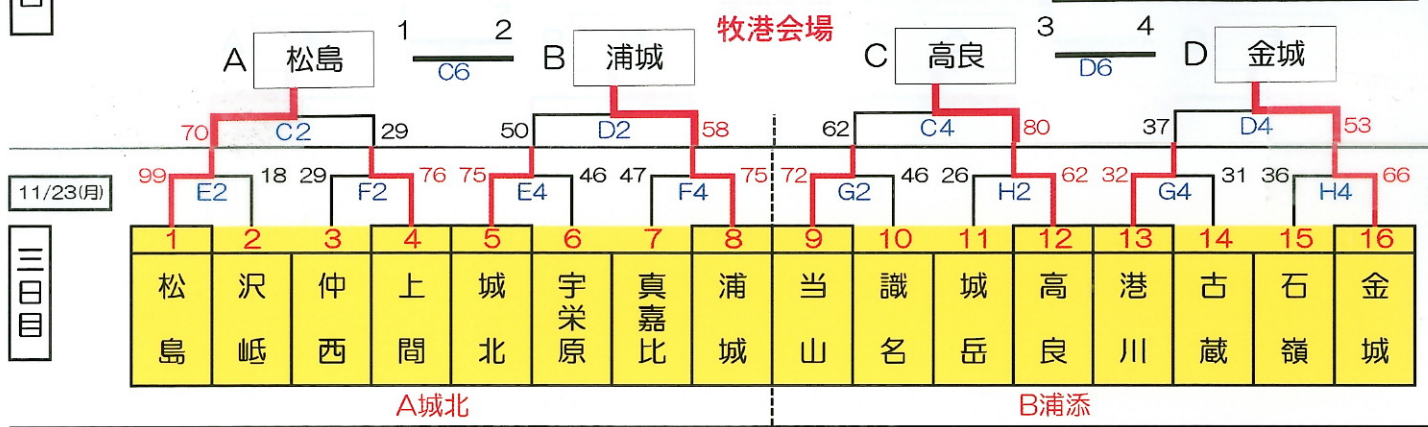 牧港会場
A 松島 1 2 C6 B 浦城 C 高良 3 4 D6 D 金城
70 C2 29 50 D2 58 62 C4 80 37 D4 53
11/23(月) 99 E2 18 29 F2 76 75 E4 46 47 F4 75 72 G2 46 26 H2 62 32 G4 31 36 H4 66
1 2 3 4 5 6 7 8 9 10 11 12 13 14 15 16
三日目 松島 沢岻 仲西 上間 城北 宇栄原 真嘉比 浦城 当山 識名 城岳 高良 港川 古蔵 石嶺 金城
A城北 B浦添